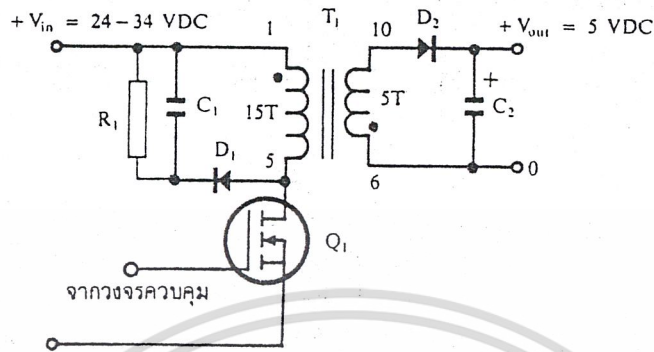 + Vin = 24 – 34 VDC
1
T1
10
D2
+ Vout = 5 VDC
R1
C1
15T
5T
+
C2
D1
5
6
0
Q1
จากวงจรควบคุม